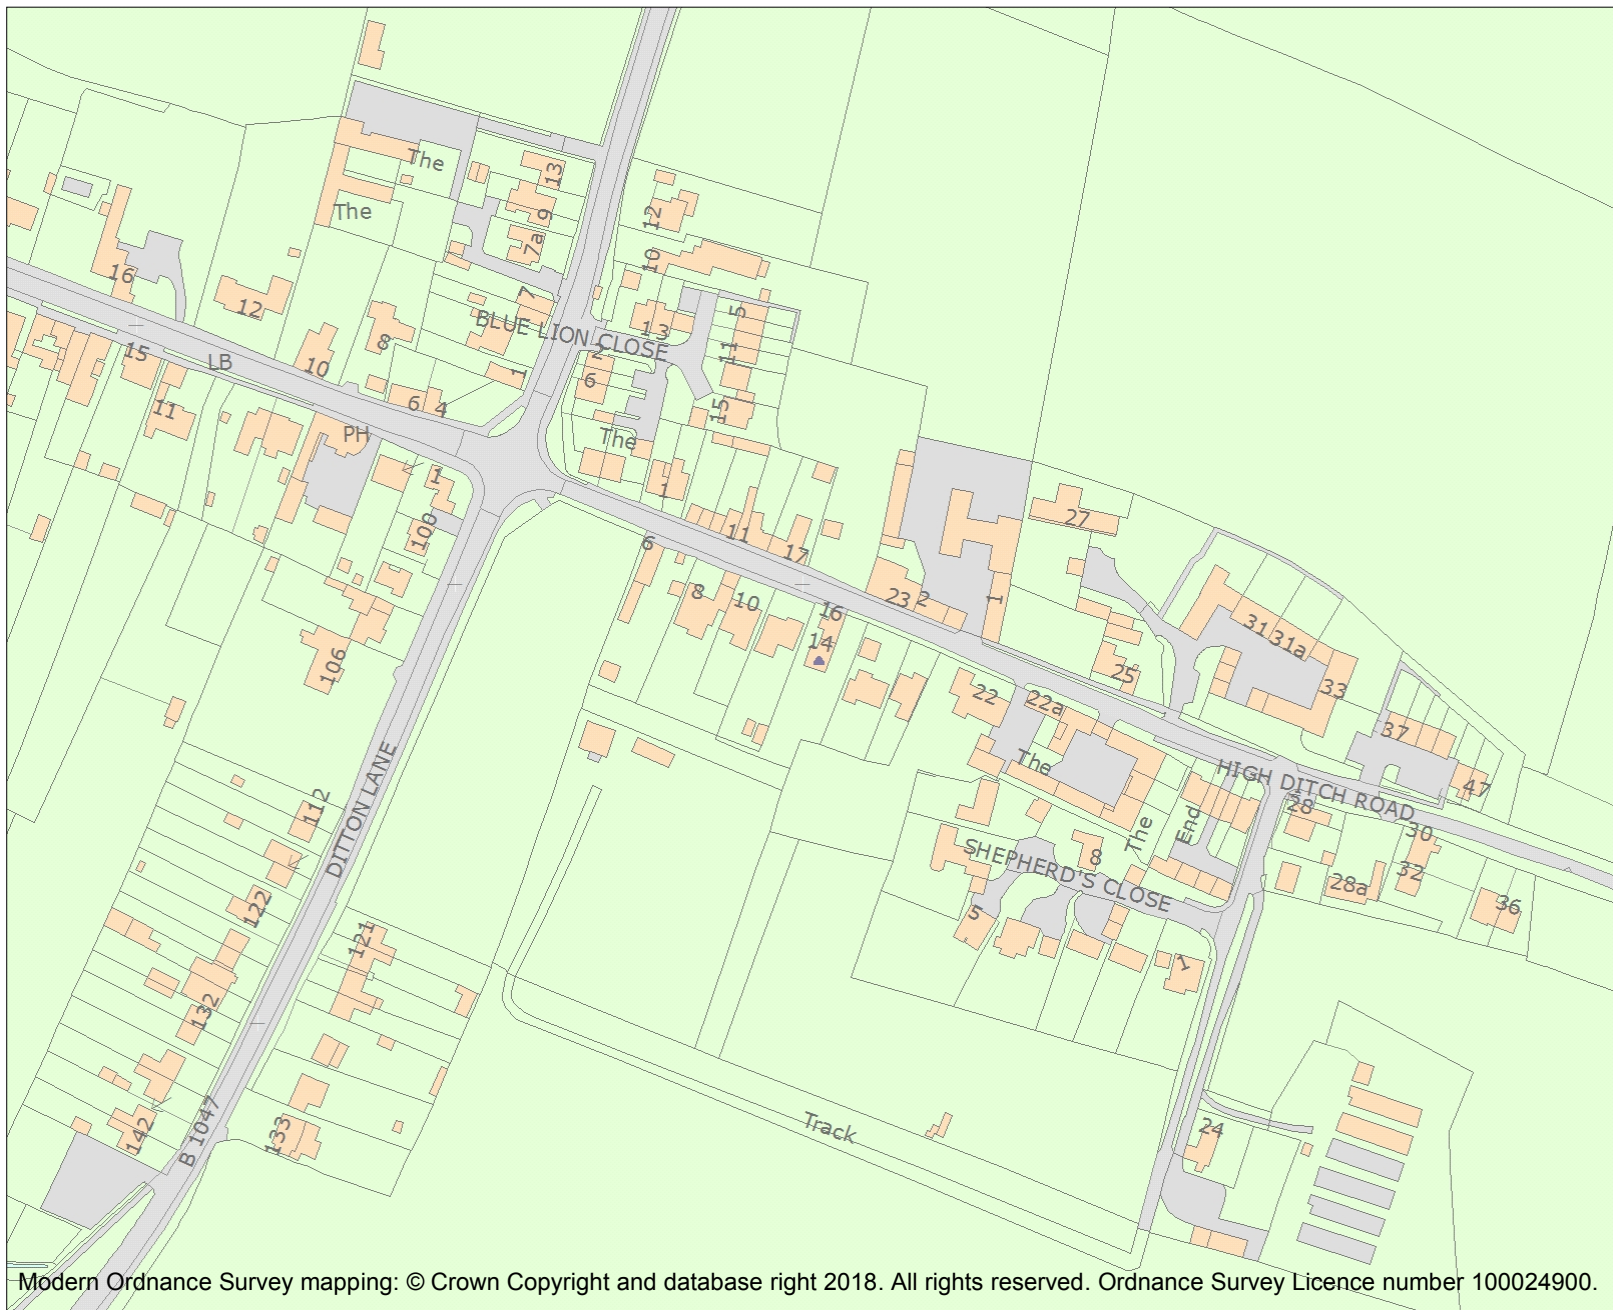 The
13
The
9
12
7a
10
16
12
7
5
BLUE LION CLOSE
1
3
8
15
LB
10
2
11
1
6
6
4
15
11
PH
The
1
1
100
11
6
17
27
8
10
23
2
1
16
14
31
31a
106
25
33
22
22a
37
The
HIGH DITCH ROAD
47
112
DITTON LANE
28
The
End
30
SHEPHERD'S CLOSE
8
32
28a
122
5
36
121
1
132
Track
24
B 1047
142
133
Modern Ordnance Survey mapping: © Crown Copyright and database right 2018. All rights reserved. Ordnance Survey Licence number 100024900.